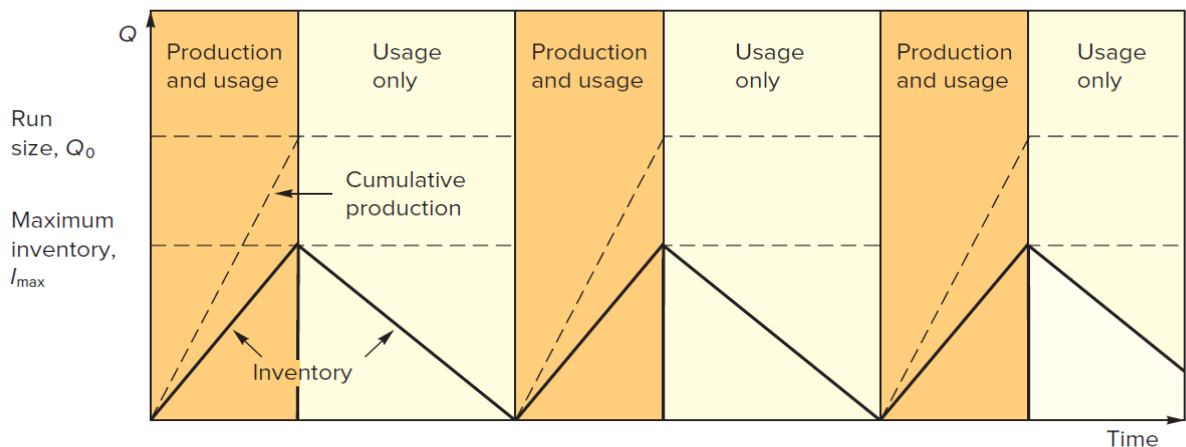 Q
Production
and usage
Usage
only
Production
and usage
Usage
only
Production
and usage
Usage
only
Run
size, Q₀
Cumulative
production
Maximum
inventory,
Iₘₐₓ
Inventory
Time